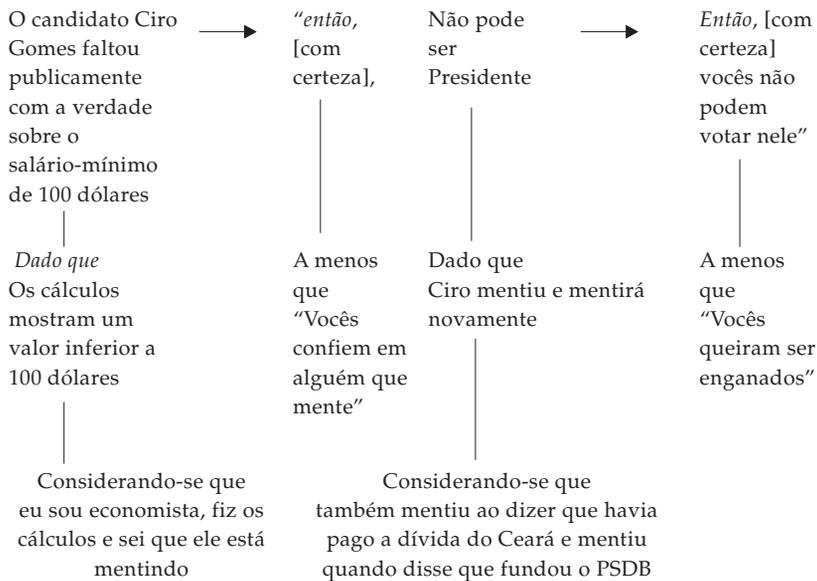 O candidato Ciro
Gomes faltou
publicamente
com a verdade
sobre o
salário-mínimo
de 100 dólares
“então,
[com
certeza],
Não pode
ser
Presidente
Então, [com
certeza]
vocês não
podem
votar nele”
Dado que
Os cálculos
mostram um
valor inferior a
100 dólares
A menos
que
“Vocês
confiem em
alguém que
mente”
Dado que
Ciro mentiu e mentirá
novamente
A menos
que
“Vocês
queiram ser
enganados”
Considerando-se que
eu sou economista, fiz os
cálculos e sei que ele está
mentindo
Considerando-se que
também mentiu ao dizer que havia
pago a dívida do Ceará e mentiu
quando disse que fundou o PSDB